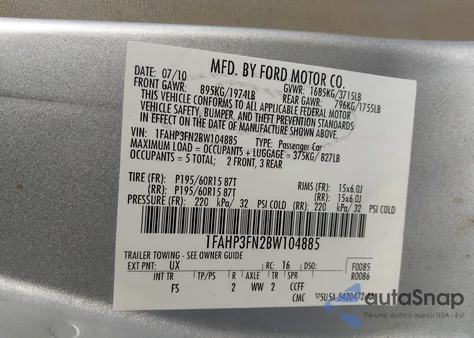 MFD. BY FORD MOTOR CO.
DATE: 07/10 GVWR: 1685KG/3715LB
FRONT GAWR: 895KG/1974LB REAR GAWR: 796KG/1755LB
THIS VEHICLE CONFORMS TO ALL APPLICABLE FEDERAL MOTOR
VEHICLE SAFETY, BUMPER, AND THEFT PREVENTION STANDARDS
IN EFFECT ON THE DATE OF MANUFACTURE SHOWN ABOVE.
VIN: 1FAHP3FN2BW104885 TYPE: Passenger Car
MAXIMUM LOAD = OCCUPANTS + LUGGAGE = 375KG/ 827LB
OCCUPANTS = 5 TOTAL; 2 FRONT, 3 REAR
TIRE (FR): P195/60R15 87T RIMS (FR): 15x6.0J
(RR): P195/60R15 87T (RR): 15x6.0J
PRESSURE (FR): 220 kPa/ 32 PSI COLD (RR): 220 kPa/ 32 PSI COLD
1FAHP3FN2BW104885
TRAILER TOWING - SEE OWNER GUIDE
EXT PNT: UX RC: 16 DSO: F0085
INT TR TP/PS R AXLE TR SPR R0086
FS 2 WW 2 CCFF
CMC
autoSnap